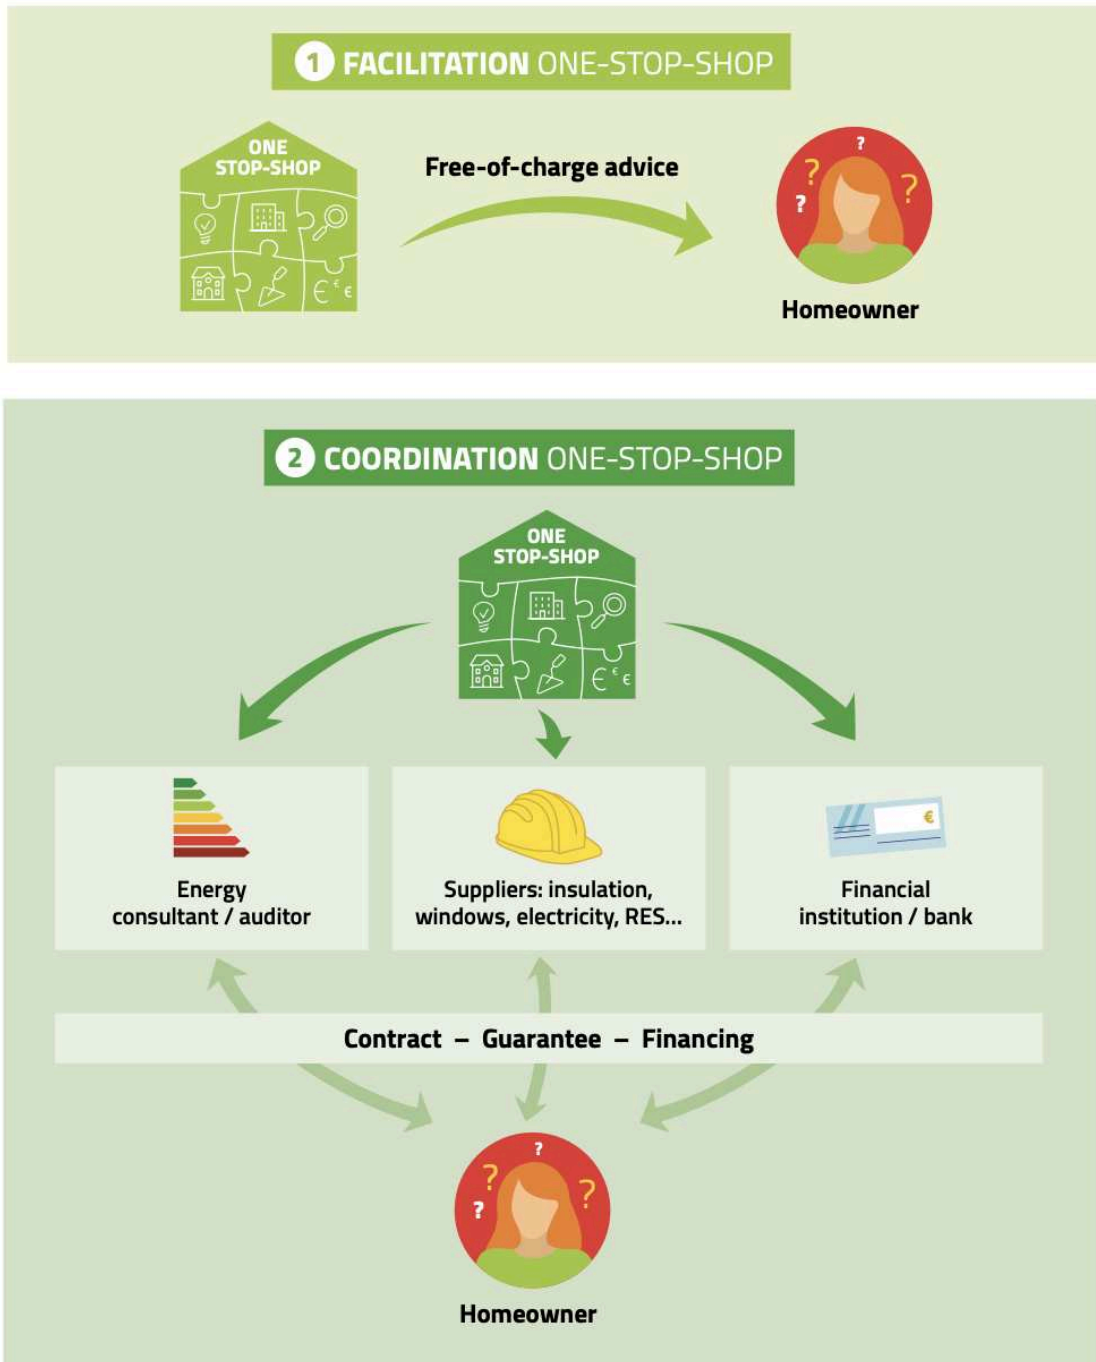 1 FACILITATION ONE-STOP-SHOP
ONE
STOP-SHOP
Free-of-charge advice
? ? ? ?
€ € €
Homeowner
2 COORDINATION ONE-STOP-SHOP
ONE
STOP-SHOP
€ € €
€
Energy
consultant / auditor
Suppliers: insulation,
windows, electricity, RES...
Financial
institution / bank
Contract – Guarantee – Financing
? ? ? ?
Homeowner